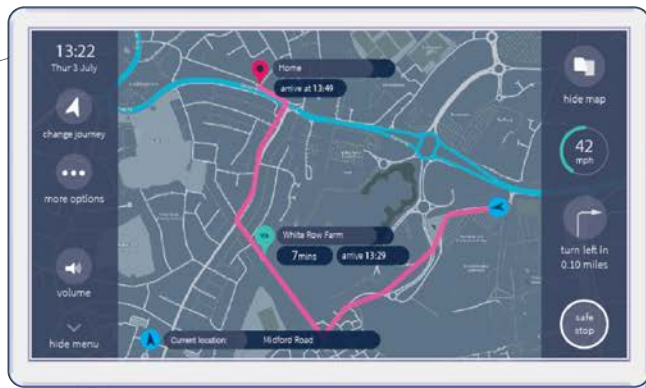 13:22
Thur 3 July
change journey
more options
volume
hide menu
Home
arrive at 13:49
VIA
White Row Farm
7mins
arrive 13:29
Current location:
Midford Road
hide map
42
mph
turn left in
0.10 miles
safe
stop